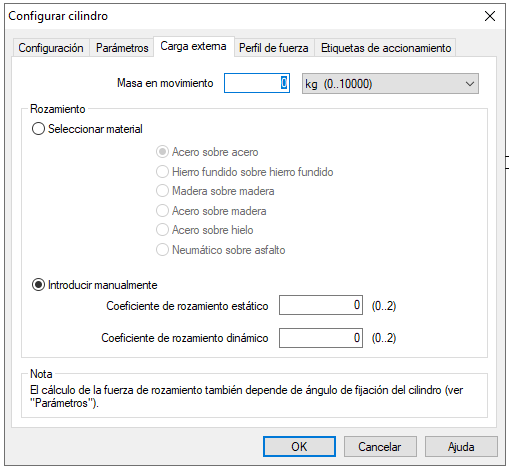 Configurar cilindro
Configuración Parámetros Carga externa Perfil de fuerza Etiquetas de accionamiento
Masa en movimiento 0 kg (0..10000)
Rozamiento
Seleccionar material
Acero sobre acero
Hierro fundido sobre hierro fundido
Madera sobre madera
Acero sobre madera
Acero sobre hielo
Neumático sobre asfalto
Introducir manualmente
Coeficiente de rozamiento estático 0 (0..2)
Coeficiente de rozamiento dinámico 0 (0..2)
Nota
El cálculo de la fuerza de rozamiento también depende de ángulo de fijación del cilindro (ver
"Parámetros").
OK Cancelar Ajuda